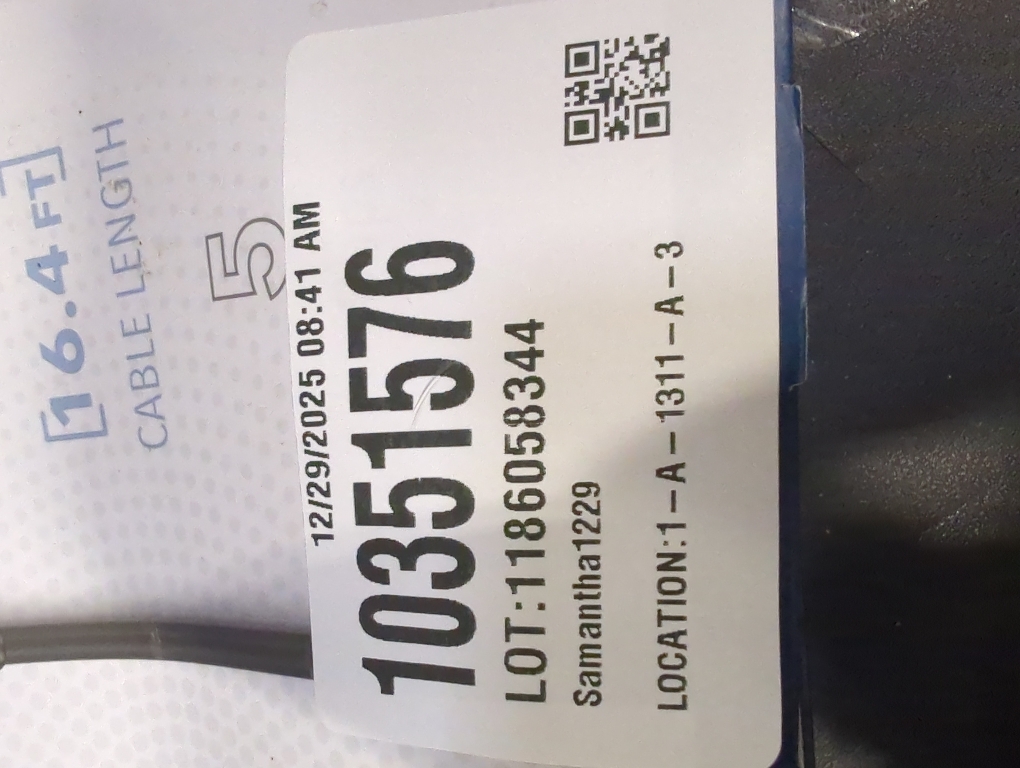 [16.4 FT]
CABLE LENGTH
5
12/29/2025 08:41 AM
10351576
LOT:1186058344
Samantha1229
LOCATION:1-A-1311-A-3